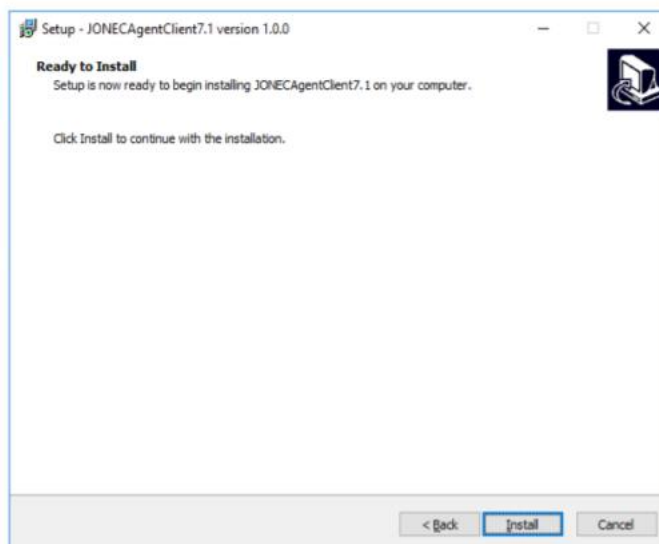 Setup - JONECAgentClient7.1 version 1.0.0
Ready to Install
Setup is now ready to begin installing JONECAgentClient7.1 on your computer.
Click Install to continue with the installation.
< Back Install Cancel